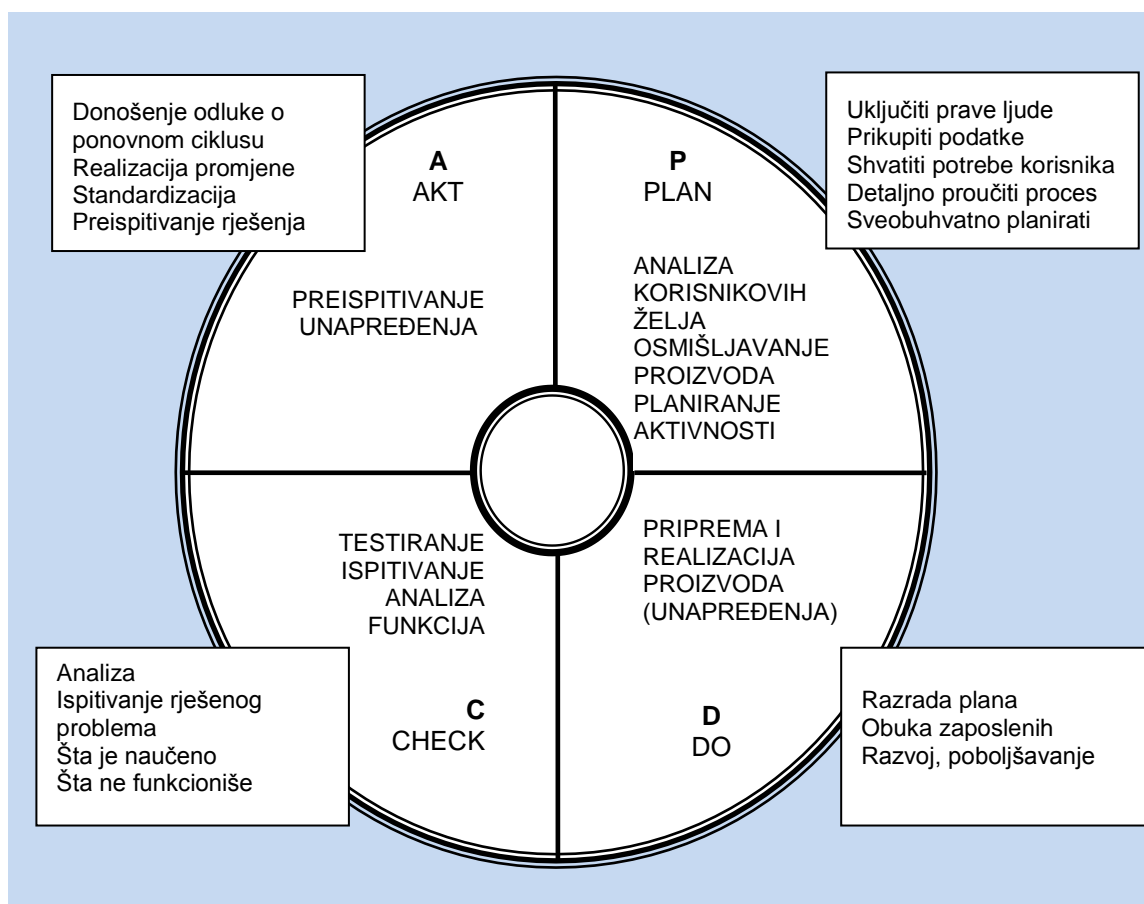 Donošenje odluke o
ponovnom ciklusu
Realizacija promjene
Standardizacija
Preispitivanje rješenja
A
AKT
PREISPITIVANJE
UNAPREĐENJA
P
PLAN
ANALIZA
KORISNIKOVIH
ŽELJA
OSMIŠLJAVANJE
PROIZVODA
PLANIRANJE
AKTIVNOSTI
Uključiti prave ljude
Prikupiti podatke
Shvatiti potrebe korisnika
Detaljno proučiti proces
Sveobuhvatno planirati
TESTIRANJE
ISPITIVANJE
ANALIZA
FUNKCIJA
C
CHECK
PRIPREMA I
REALIZACIJA
PROIZVODA
(UNAPREĐENJA)
D
DO
Analiza
Ispitivanje rješenog
problema
Šta je naučeno
Šta ne funkcioniše
Razrada plana
Obuka zaposlenih
Razvoj, poboljšavanje